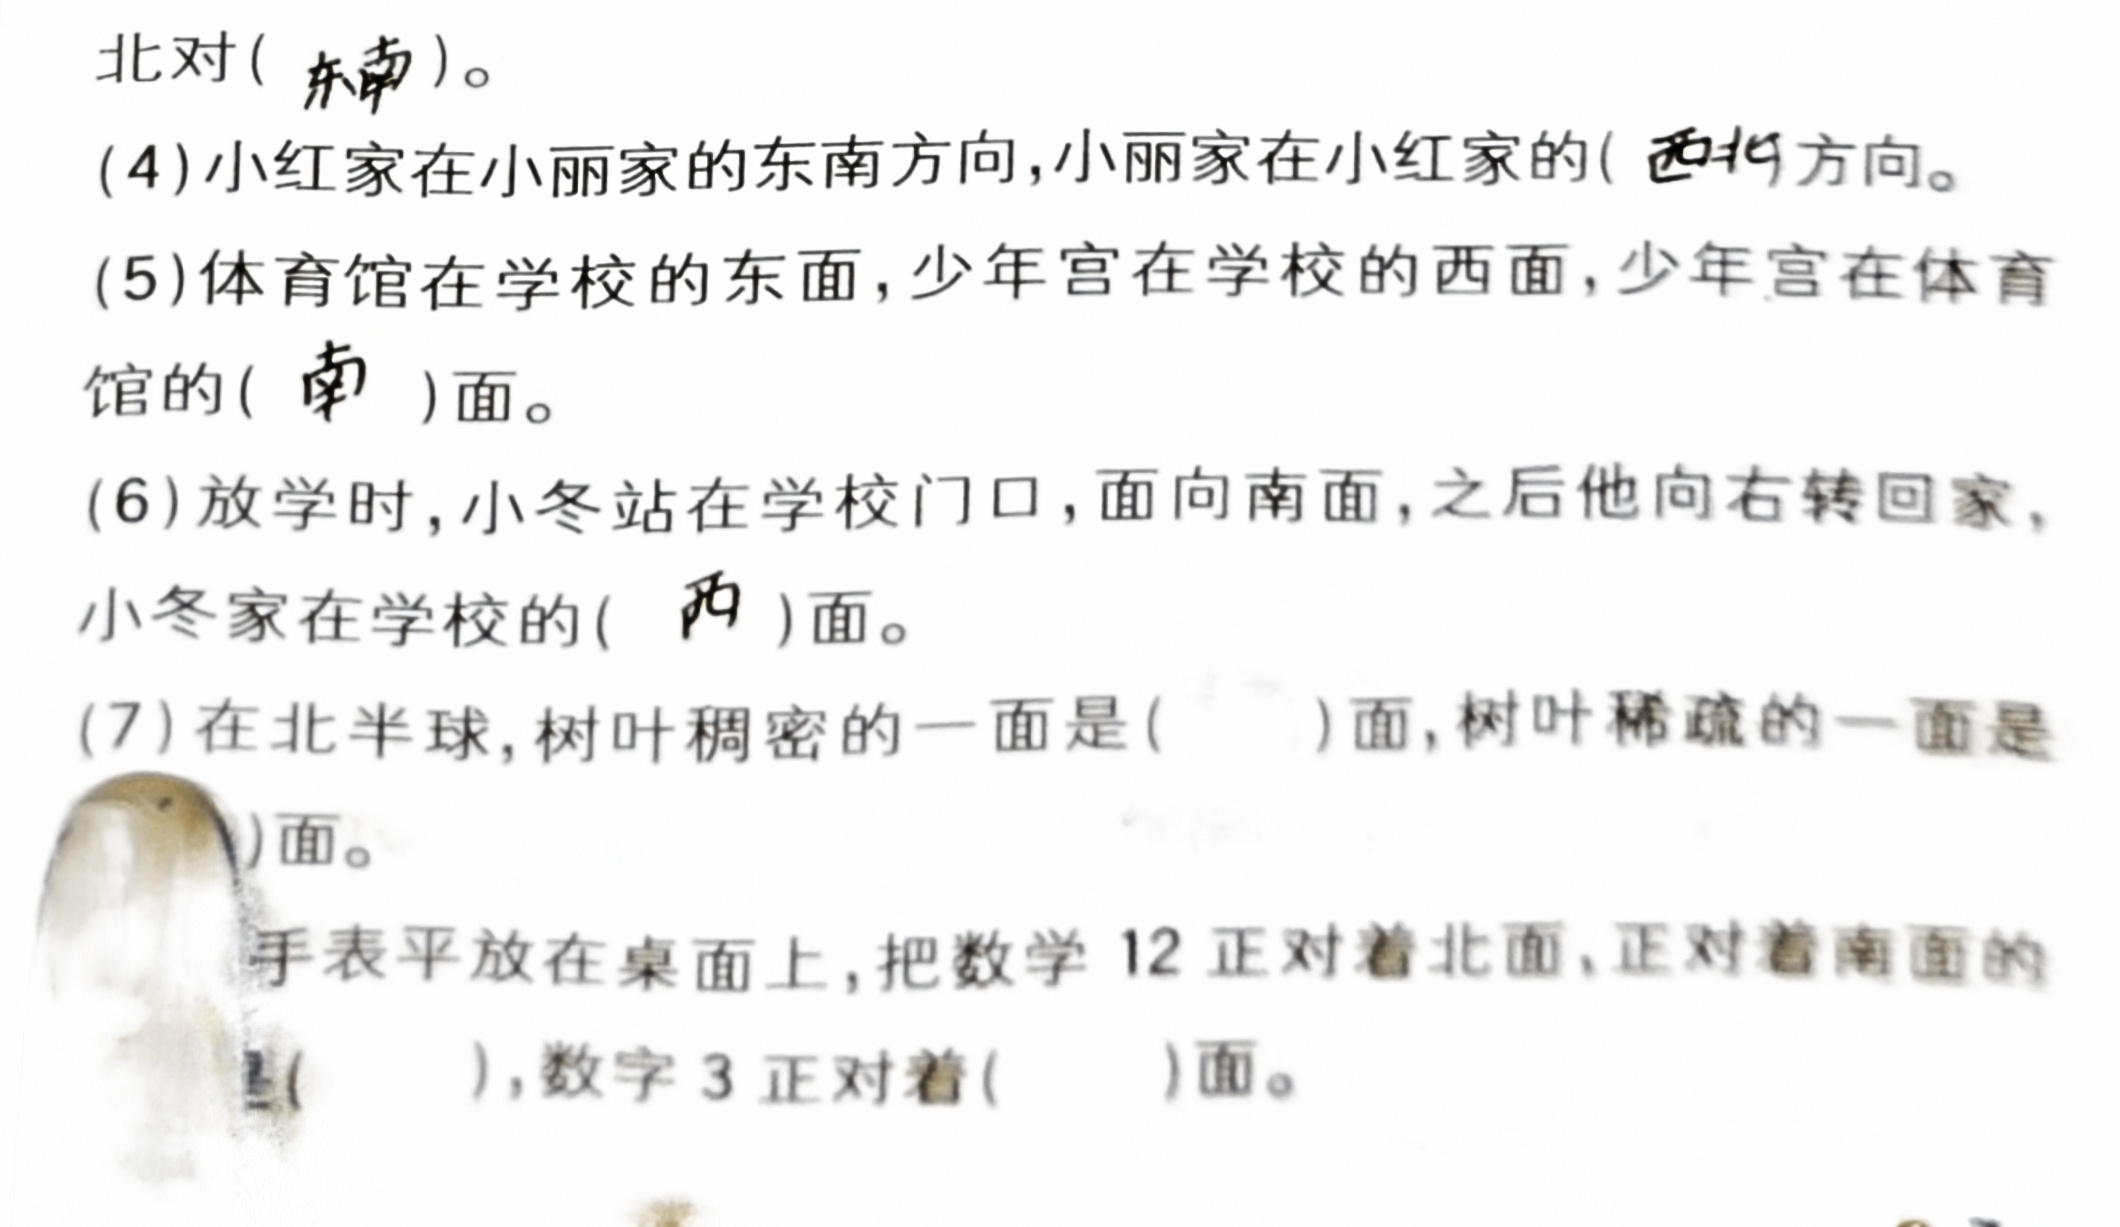 北对( 东南 )。
(4)小红家在小丽家的东南方向,小丽家在小红家的( 西北 )方向。
(5)体育馆在学校的东面,少年宫在学校的西面,少年宫在体育
馆的( 南 )面。
(6)放学时,小冬站在学校门口,面向南面,之后他向右转回家,
小冬家在学校的( 西 )面。
(7)在北半球,树叶稠密的一面是( )面,树叶稀疏的一面是
)面。
手表平放在桌面上,把数学 12 正对着北面,正对着南面的
( ),数字 3 正对着( )面。